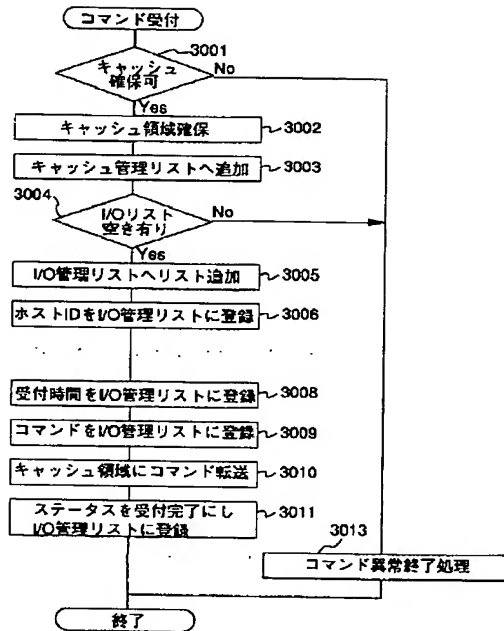 コマンド受付
3001
キャッシュ
確保可
No
Yes
キャッシュ領域確保
3002
キャッシュ管理リストへ追加
3003
3004
I/Oリスト
空き有り
No
Yes
I/O管理リストへリスト追加
3005
ホストIDをI/O管理リストに登録
3006
受付時間をI/O管理リストに登録
3008
コマンドをI/O管理リストに登録
3009
キャッシュ領域にコマンド転送
3010
ステータスを受付完了にし
I/O管理リストに登録
3011
3013
コマンド異常終了処理
終了